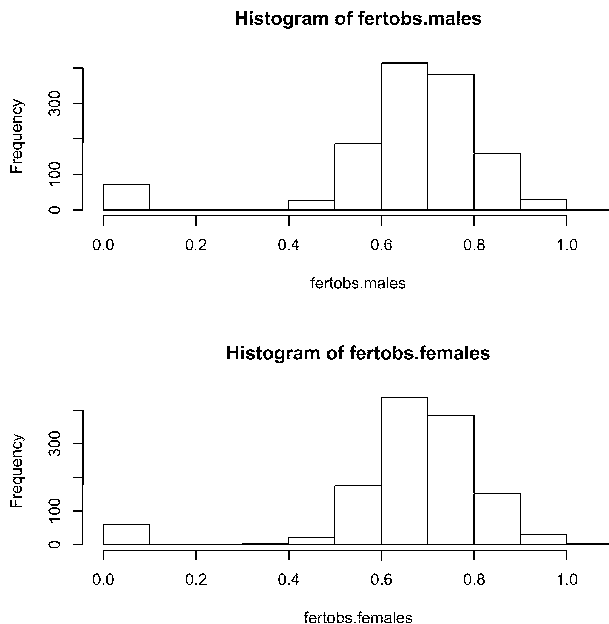 Histogram of fertobs.males
Frequency
300
100
0
0.0 0.2 0.4 0.6 0.8 1.0
fertobs.males
Histogram of fertobs.females
Frequency
300
100
0
0.0 0.2 0.4 0.6 0.8 1.0
fertobs.females